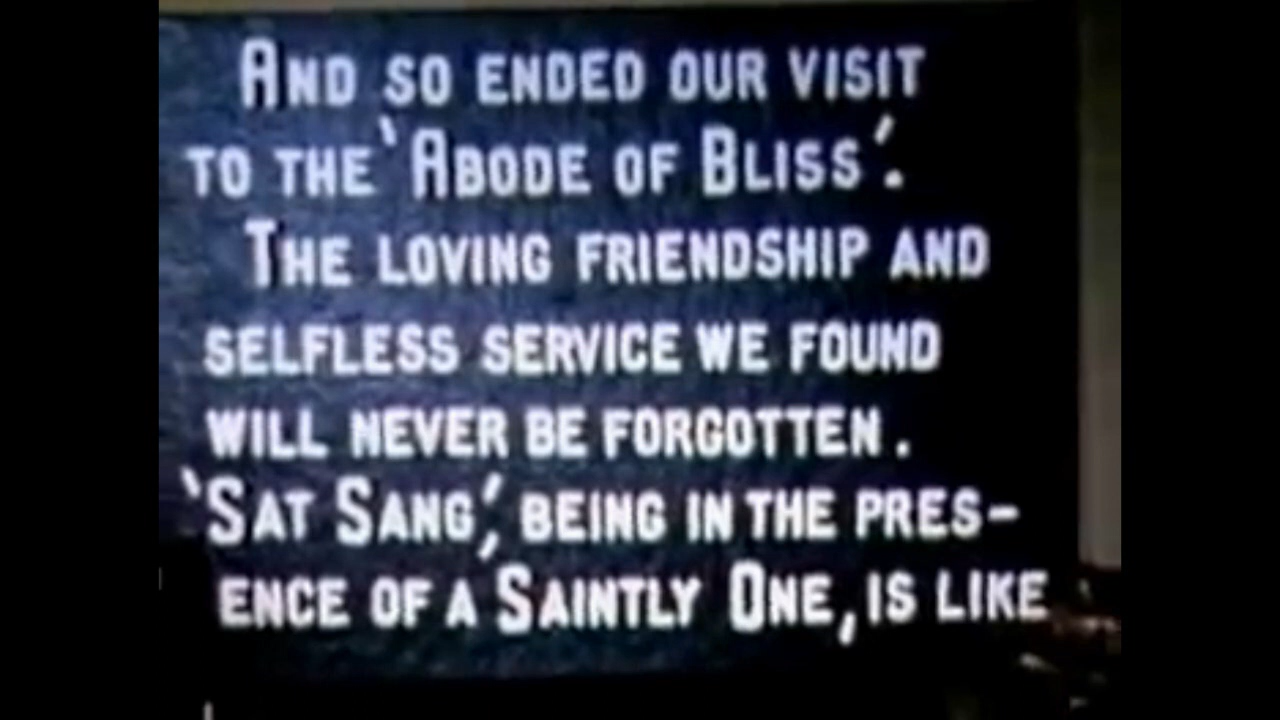 AND SO ENDED OUR VISIT
TO THE 'ABODE OF BLISS'.
THE LOVING FRIENDSHIP AND
SELFLESS SERVICE WE FOUND
WILL NEVER BE FORGOTTEN.
'SAT SANG', BEING IN THE PRES-
ENCE OF A SAINTLY ONE, IS LIKE